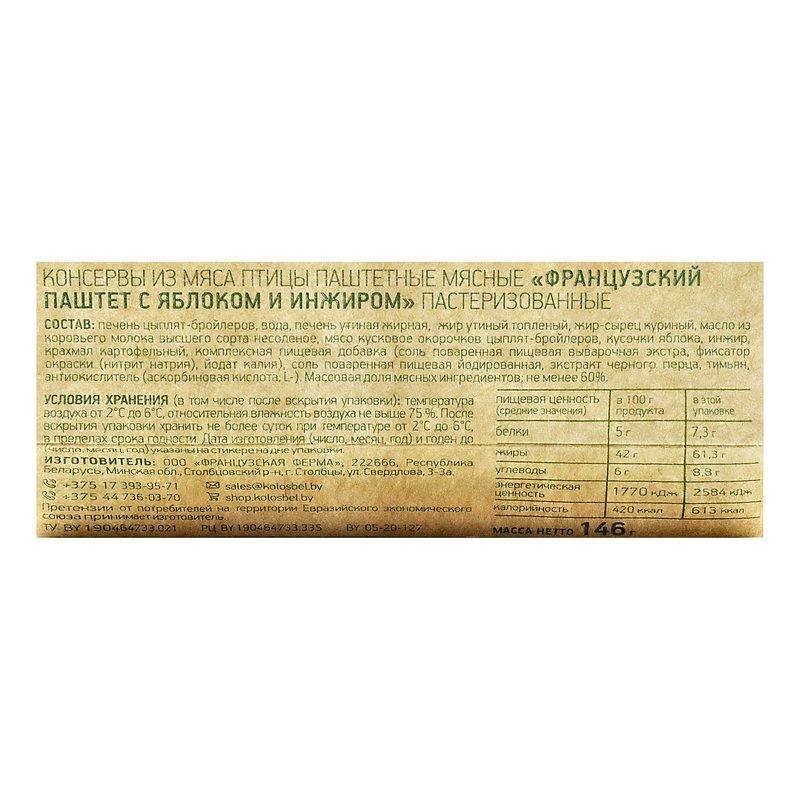 КОНСЕРВЫ ИЗ МЯСА ПТИЦЫ ПАШТЕТНЫЕ МЯСНЫЕ «ФРАНЦУЗСКИЙ
ПАШТЕТ С ЯБЛОКОМ И ИНЖИРОМ» ПАСТЕРИЗОВАННЫЕ
СОСТАВ: печень цыплят-бройлеров, вода, печень утиная жирная, жир утиный топленый, жир-сырец куриный, масло из
коровьего молока высшего сорта несоленое, мясо кусковое окорочков цыплят-бройлеров, кусочки яблока, инжир,
крахмал картофельный, комплексная пищевая добавка (соль поваренная пищевая выварочная экстра, фиксатор
окраски (нитрит натрия), йодат калия), соль поваренная пищевая йодированная, экстракт черного перца, тимьян,
антиокислитель (аскорбиновая кислота, L-). Массовая доля мясных ингредиентов: не менее 60%.
УСЛОВИЯ ХРАНЕНИЯ (в том числе после вскрытия упаковки): температура
воздуха от 2°С до 6°С, относительная влажность воздуха не выше 75 %. После
вскрытия упаковки хранить не более суток при температуре от 2°С до 6°С,
в пределах срока годности. Дата изготовления (число, месяц, год) и годен до
(число, месяц, год) указаны на стикере на дне упаковки.
ИЗГОТОВИТЕЛЬ: ООО «ФРАНЦУЗСКАЯ ФЕРМА», 222666, Республика
Беларусь, Минская обл., Столбцовский р-н, г. Столбцы, ул. Свердлова, 3-3а.
+375 17 393-95-71 sales@kolosbel.by
+375 44 736-03-70 shop.kolosbel.by
Претензии от потребителей на территории Евразийского экономического
союза принимает изготовитель.
ТУ BY 190464733.021 РЦ BY 190464733.335 BY 05-20-127
пищевая ценность (средние значения) в 100 г продукта в этой упаковке
белки 5 г 7,3 г
жиры 42 г 61,3 г
углеводы 6 г 8,8 г
энергетическая ценность 1770 кДж 2584 кДж
калорийность 420 ккал 613 ккал
МАССА НЕТТО 146 г